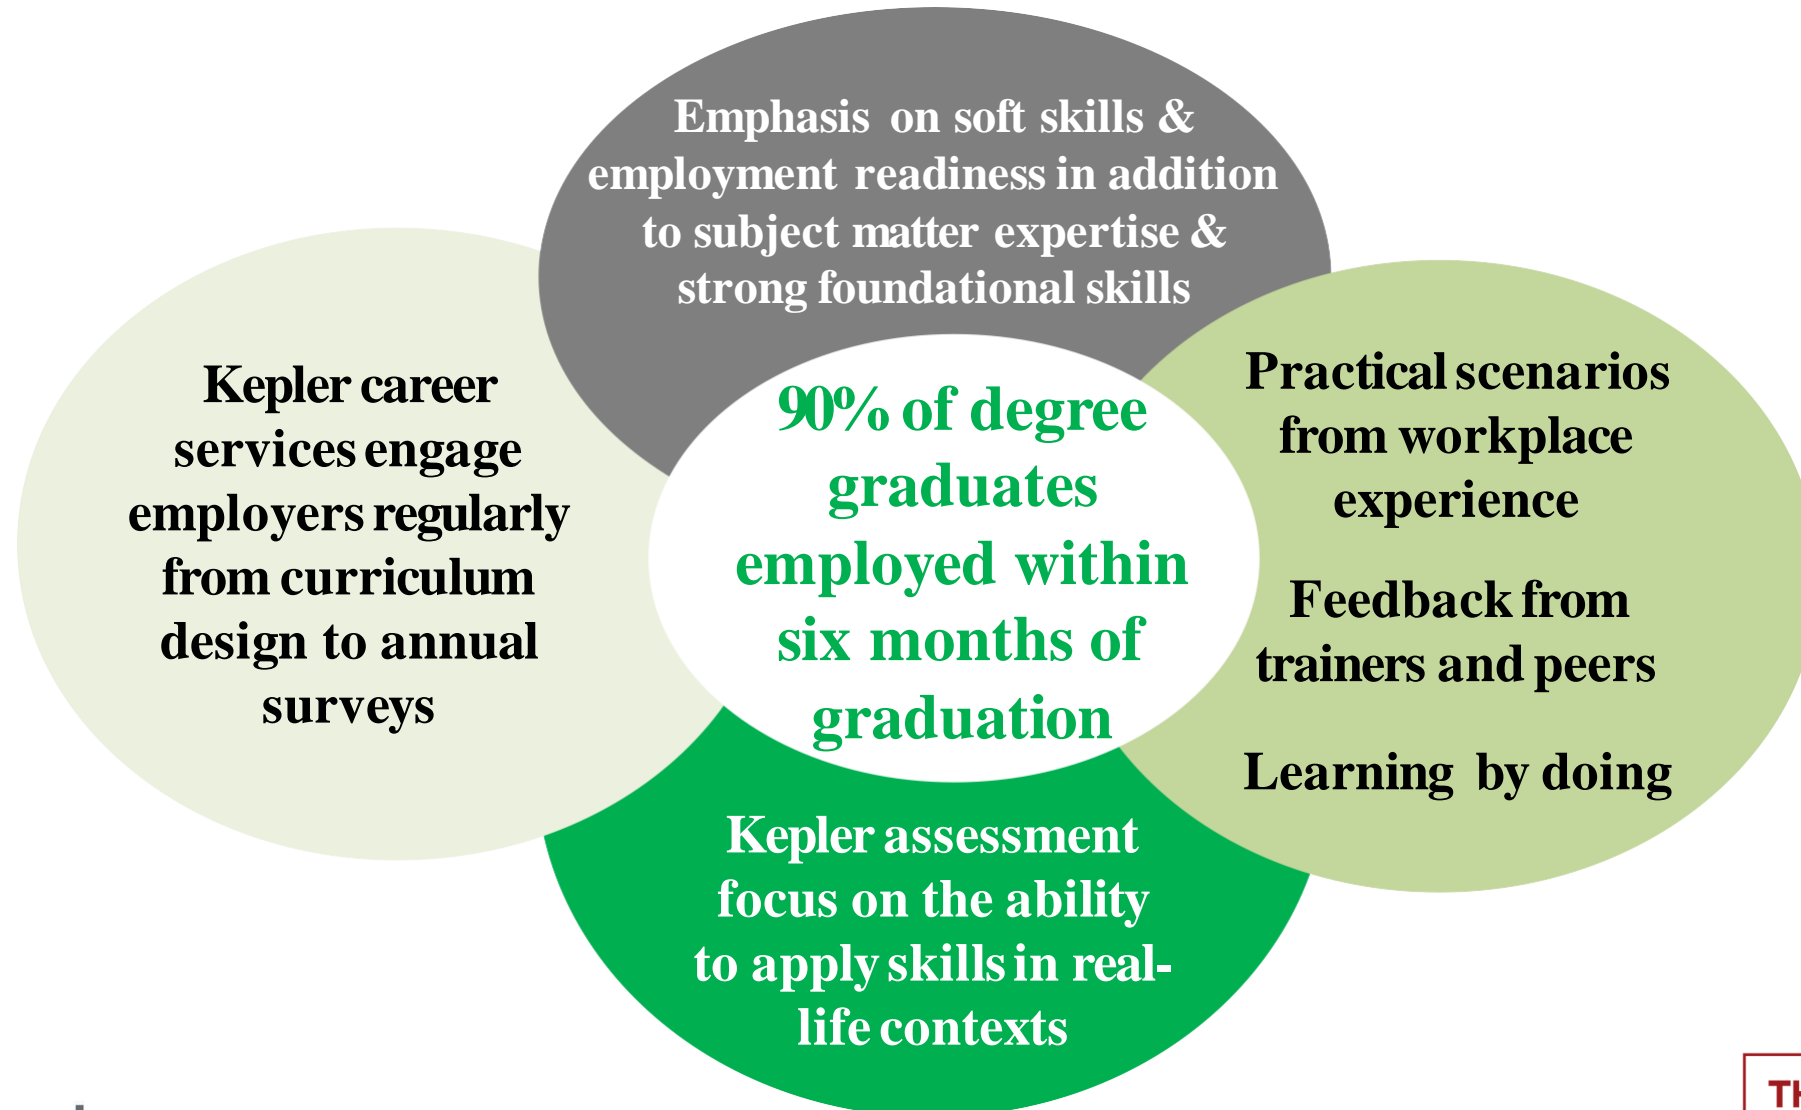 Emphasis on soft skills &
employment readiness in addition
to subject matter expertise &
strong foundational skills
Kepler career
services engage
employers regularly
from curriculum
design to annual
surveys
90% of degree
graduates
employed within
six months of
graduation
Practical scenarios
from workplace
experience
Feedback from
trainers and peers
Learning by doing
Kepler assessment
focus on the ability
to apply skills in real-
life contexts